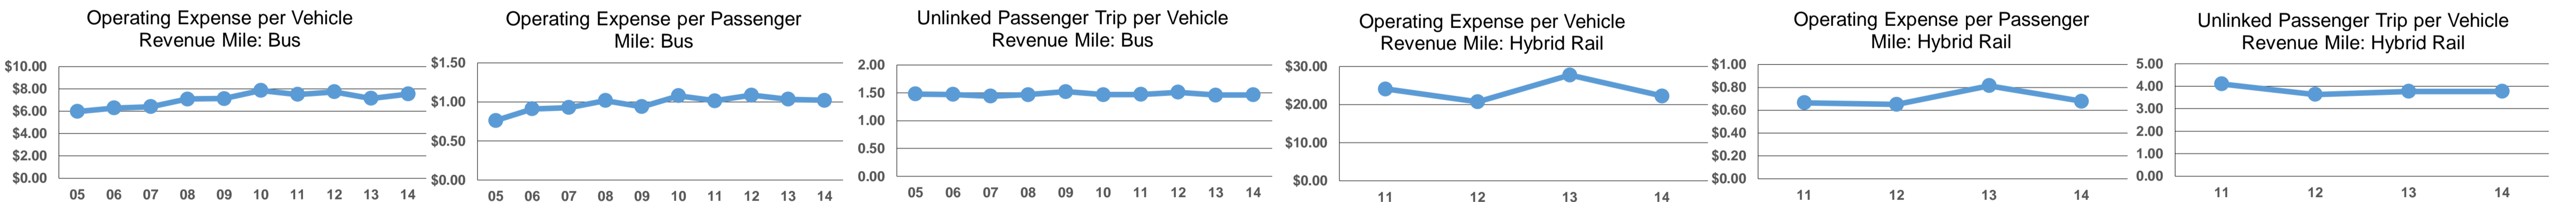 Operating Expense per Vehicle
Revenue Mile: Bus
$10.00
$8.00
$6.00
$4.00
$2.00
$0.00
05 06 07 08 09 10 11 12 13 14
Operating Expense per Passenger
Mile: Bus
$1.50
$1.00
$0.50
$0.00
05 06 07 08 09 10 11 12 13 14
Unlinked Passenger Trip per Vehicle
Revenue Mile: Bus
2.00
1.50
1.00
0.50
0.00
05 06 07 08 09 10 11 12 13 14
Operating Expense per Vehicle
Revenue Mile: Hybrid Rail
$30.00
$20.00
$10.00
$0.00
11 12 13 14
Operating Expense per Passenger
Mile: Hybrid Rail
$1.00
$0.80
$0.60
$0.40
$0.20
$0.00
11 12 13 14
Unlinked Passenger Trip per Vehicle
Revenue Mile: Hybrid Rail
5.00
4.00
3.00
2.00
1.00
0.00
11 12 13 14